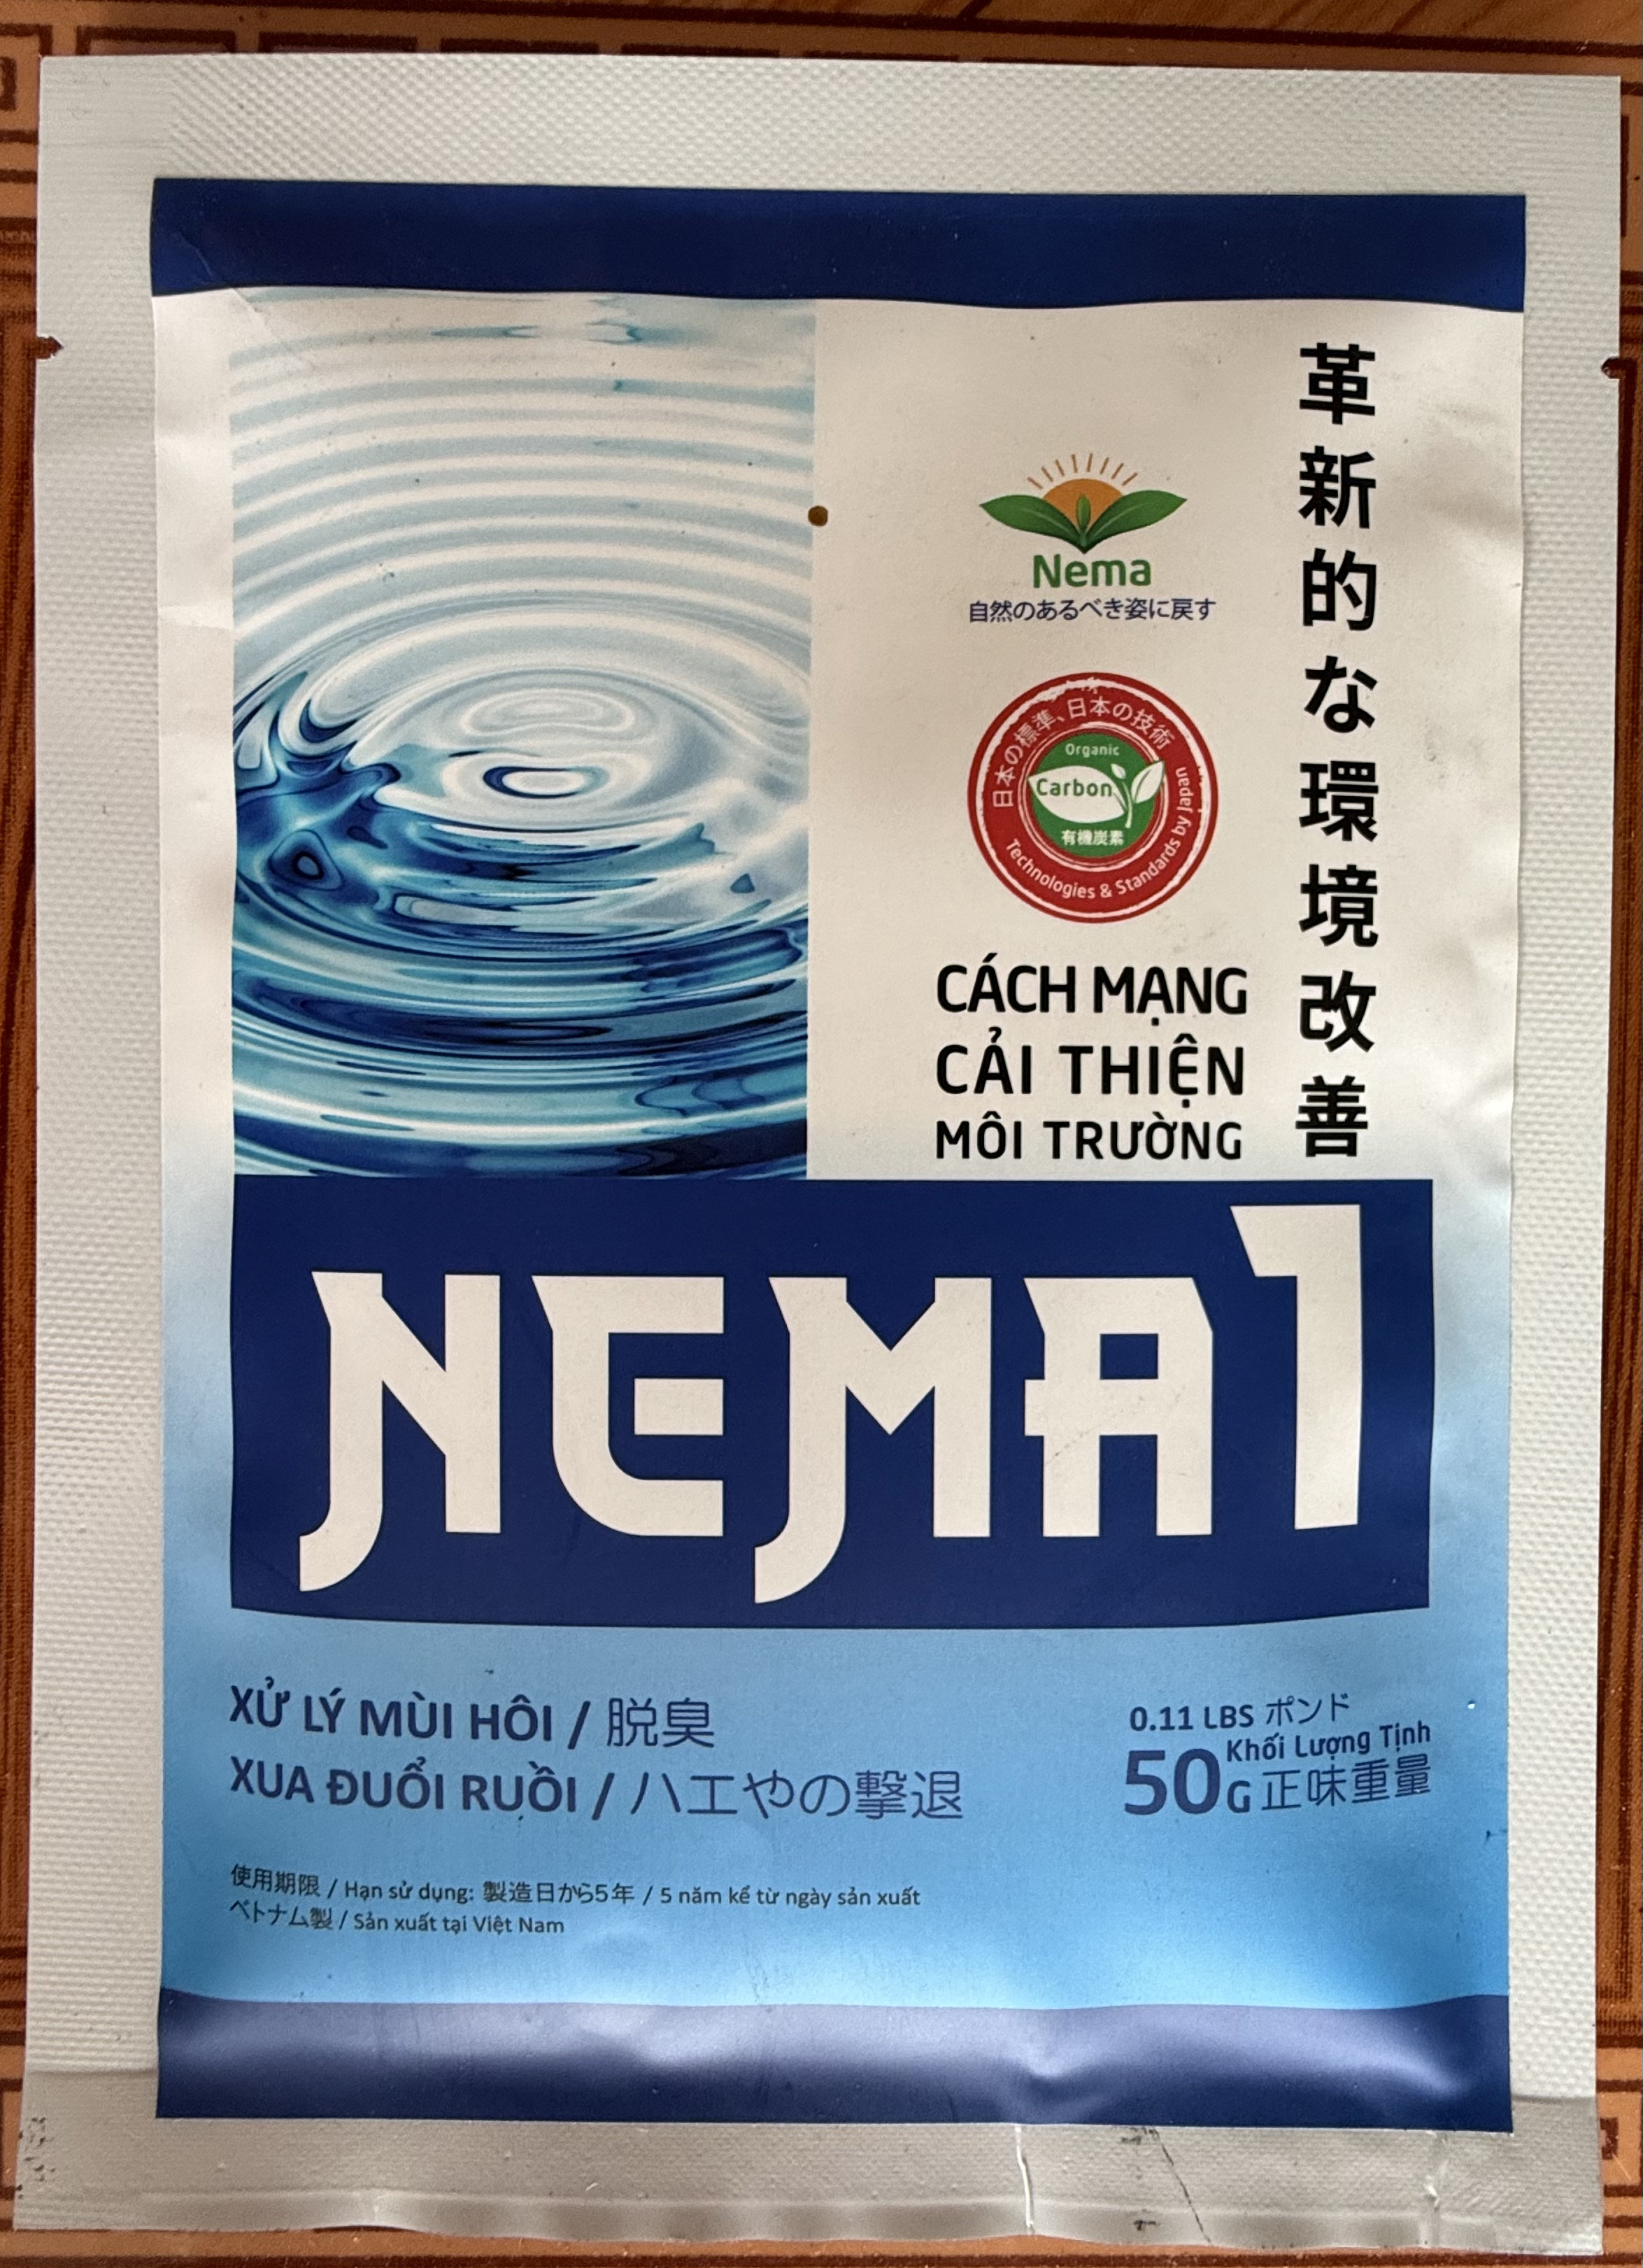 革新的な環境改善
Nema
自然のあるべき姿に戻す
日本の標準、日本の技術
Organic
Carbon
有機炭素
Technologies & Standards by Japan
CÁCH MẠNG
CẢI THIỆN
MÔI TRƯỜNG
NEMA1
XỬ LÝ MÙI HÔI / 脱臭
XUA ĐUỔI RUỒI / ハエやの撃退
0.11 LBS ポンド
50G Khối Lượng Tịnh
正味重量
使用期限 / Hạn sử dụng: 製造日から5年 / 5 năm kể từ ngày sản xuất
ベトナム製 / Sản xuất tại Việt Nam